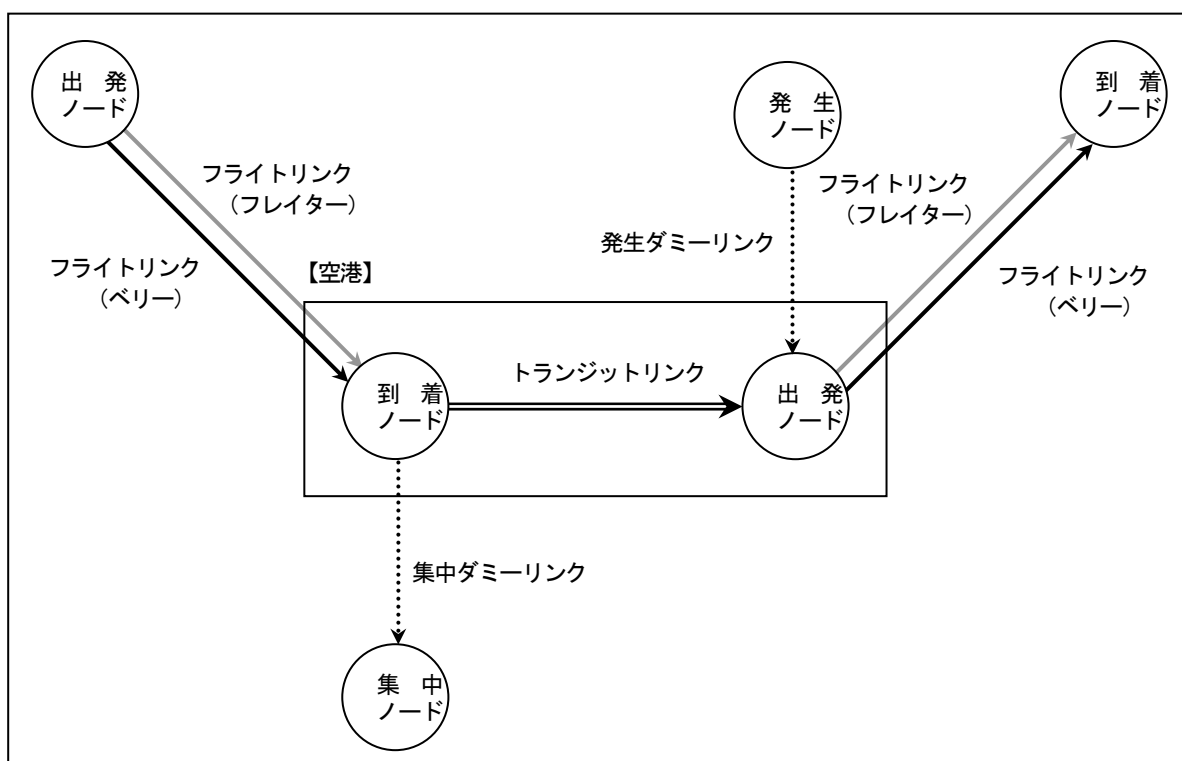 出 発
ノード
発 生
ノード
到 着
ノード
フライトリンク
(フレイター)
フライトリンク
(フレイター)
発生ダミーリンク
フライトリンク
(ベリー)
【空港】
フライトリンク
(ベリー)
トランジットリンク
到 着
ノード
出 発
ノード
集中ダミーリンク
集 中
ノード